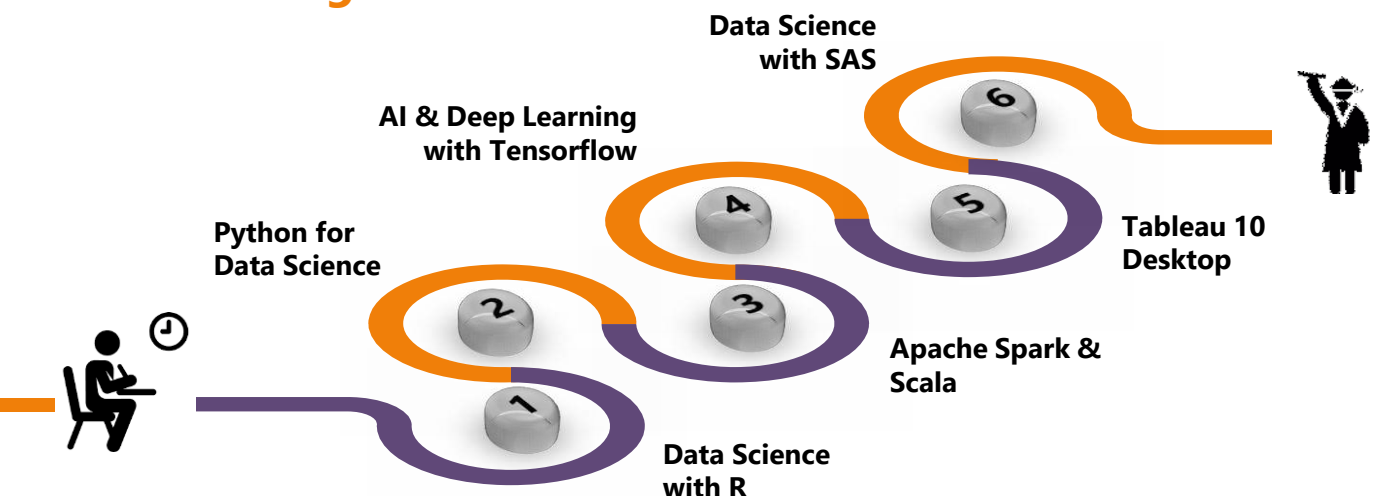 Data Science
with SAS
6
AI & Deep Learning
with Tensorflow
4
5
Tableau 10
Desktop
Python for
Data Science
2
3
Apache Spark &
Scala
1
Data Science
with R